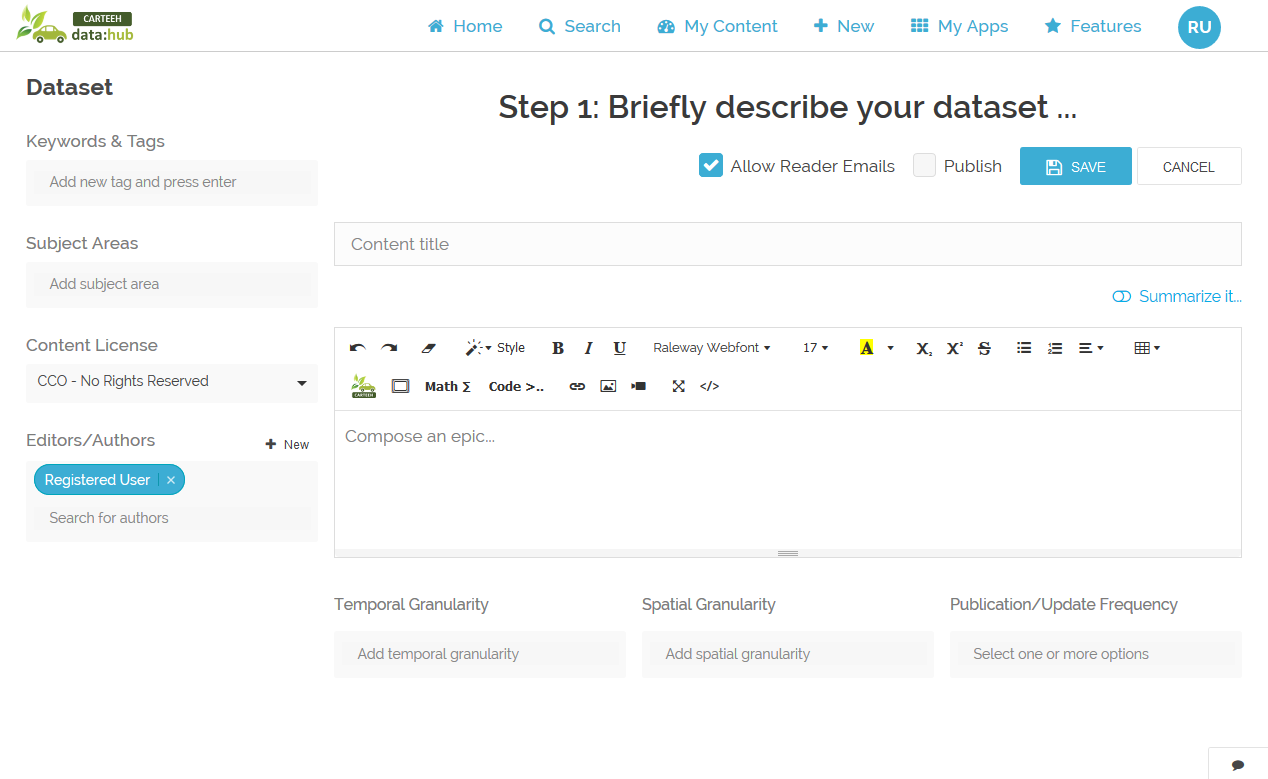 CARTEEH
data:hub
Home
Search
My Content
New
My Apps
Features
RU
Dataset
Step 1: Briefly describe your dataset ...
Keywords & Tags
Add new tag and press enter
Allow Reader Emails
Publish
SAVE
CANCEL
Subject Areas
Add subject area
Content title
Summarize it...
Content License
CCO - No Rights Reserved
Editors/Authors
New
Registered User ×
Search for authors
Style B I U Raleway Webfont 17 A X₂ X² S
CARTEEH Math Σ Code >.. </>
Compose an epic...
Temporal Granularity
Spatial Granularity
Publication/Update Frequency
Add temporal granularity
Add spatial granularity
Select one or more options